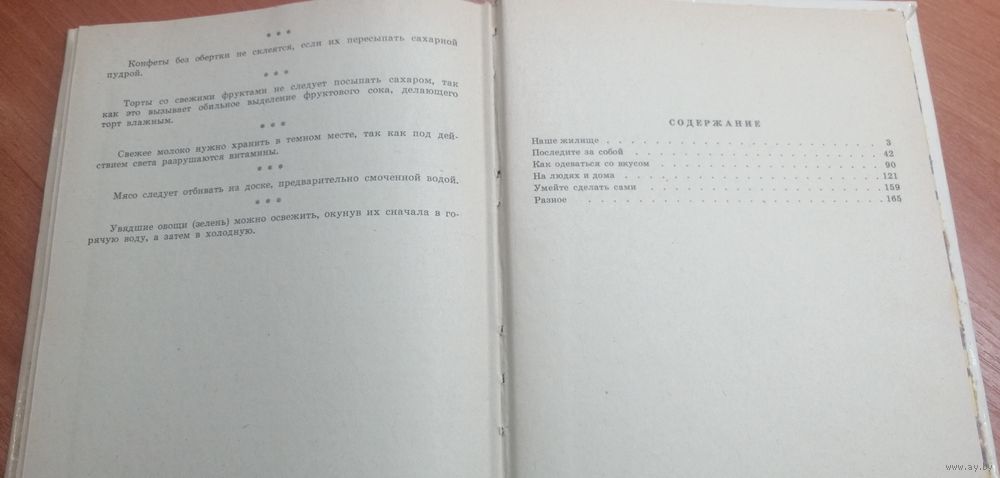 * * *
Конфеты без обертки не склеятся, если их пересыпать сахарной
пудрой.
* * *
Торты со свежими фруктами не следует посыпать сахаром, так
как это вызывает обильное выделение фруктового сока, делающего
торт влажным.
* * *
Свежее молоко нужно хранить в темном месте, так как под дей-
ствием света разрушаются витамины.
* * *
Мясо следует отбивать на доске, предварительно смоченной водой.
* * *
Увядшие овощи (зелень) можно освежить, окунув их сначала в го-
рячую воду, а затем в холодную.
СОДЕРЖАНИЕ
Наше жилище . . . . . . . . . . . . . . 3
Последите за собой . . . . . . . . . . . . . 42
Как одеваться со вкусом . . . . . . . . . . . . 90
На людях и дома . . . . . . . . . . . . . 121
Умейте сделать сами . . . . . . . . . . . . 159
Разное . . . . . . . . . . . . . . . 165
www.ay.by